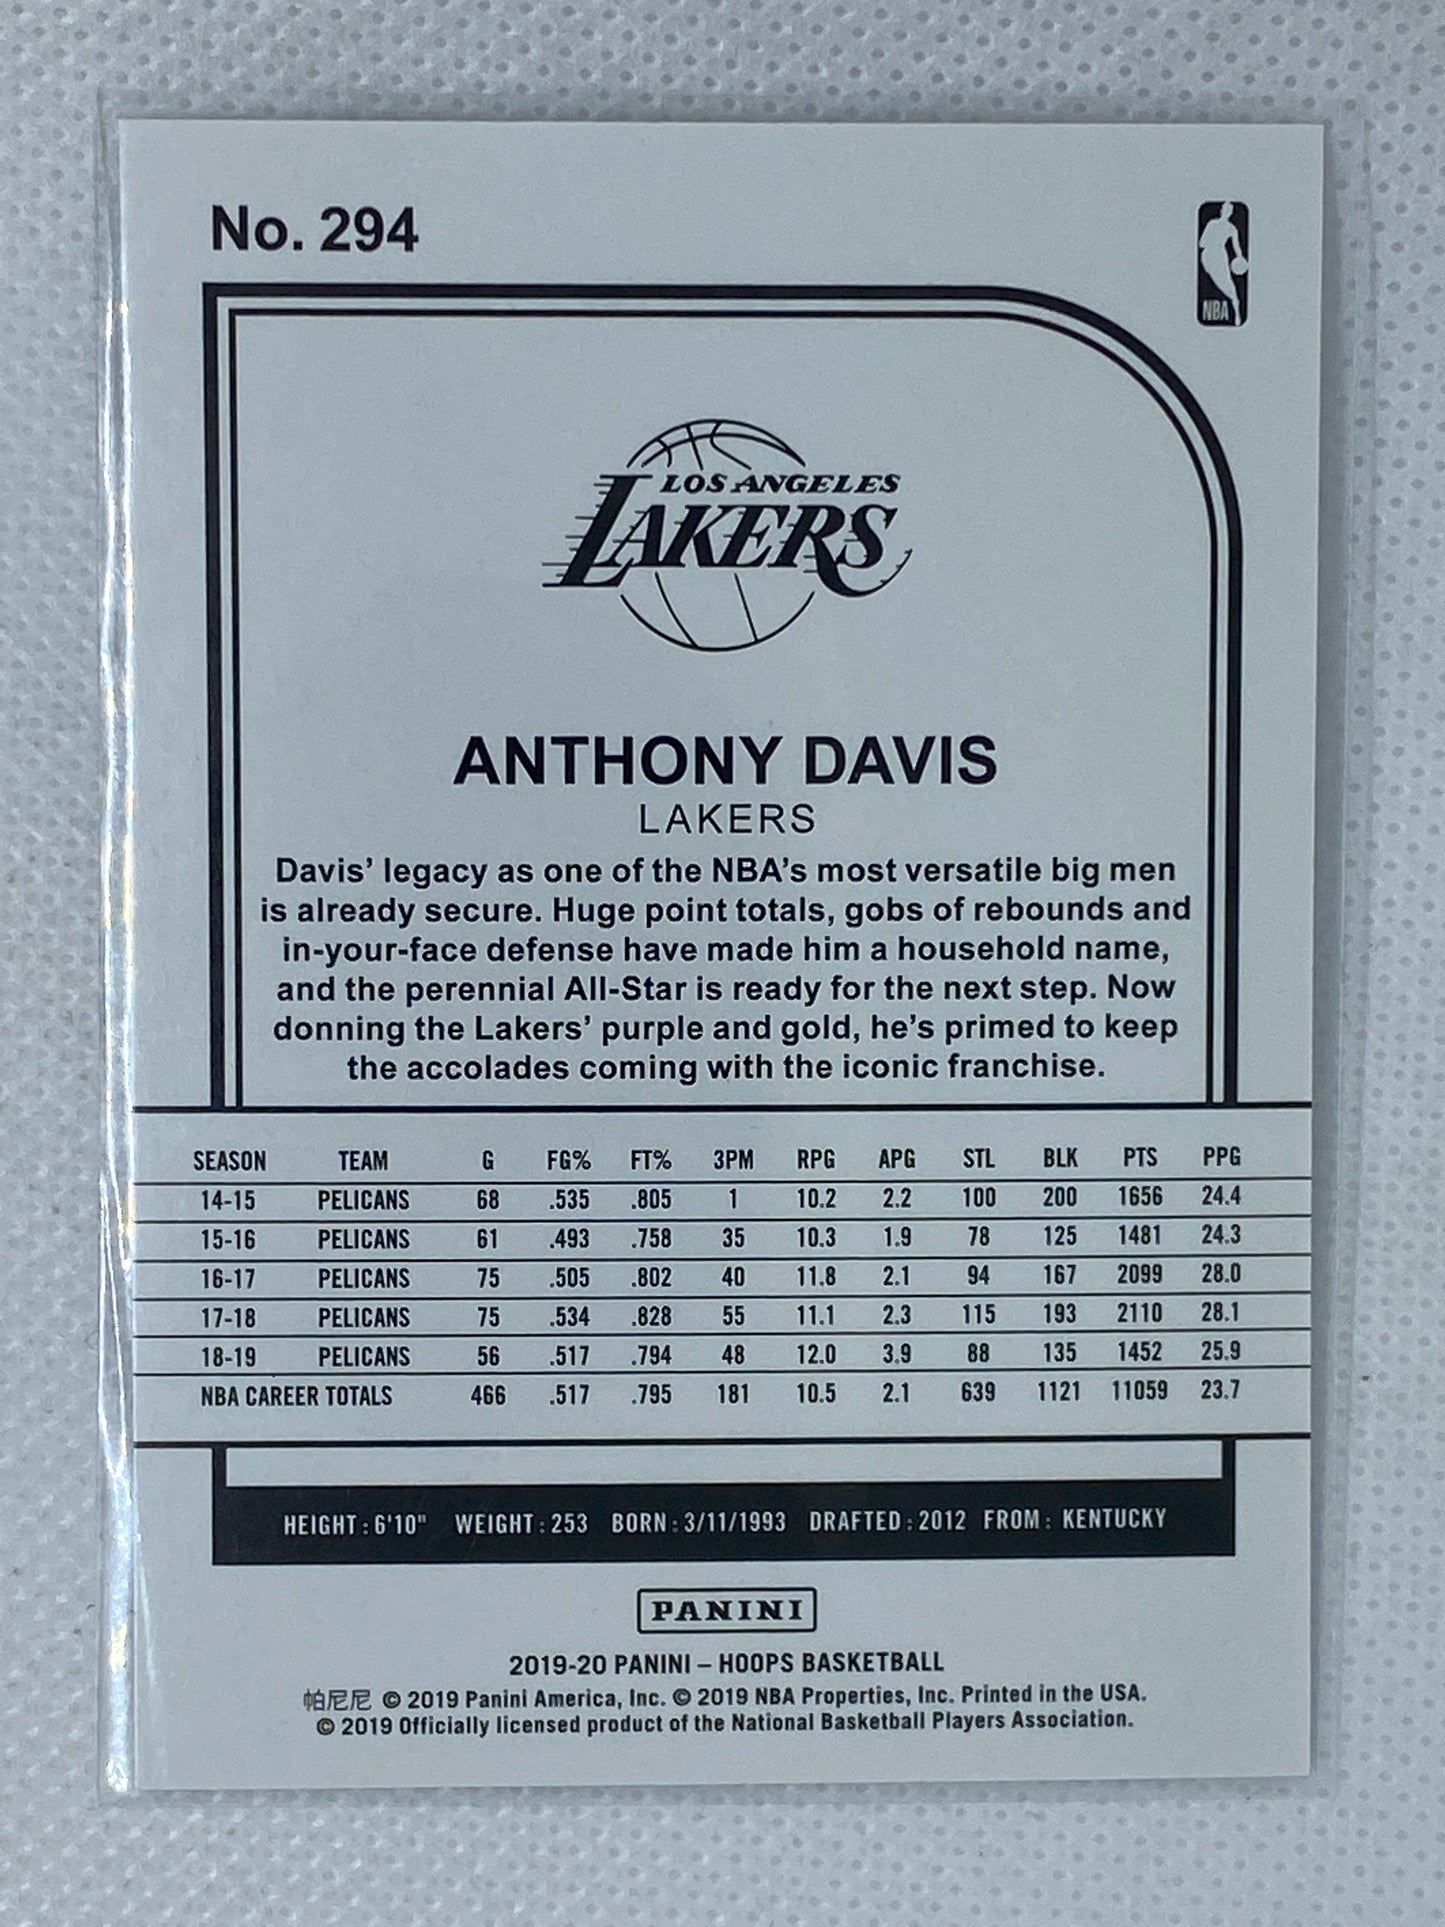 No. 294
NBA
LOS ANGELES
LAKERS
ANTHONY DAVIS
LAKERS
Davis’ legacy as one of the NBA’s most versatile big men
is already secure. Huge point totals, gobs of rebounds and
in-your-face defense have made him a household name,
and the perennial All-Star is ready for the next step. Now
donning the Lakers’ purple and gold, he’s primed to keep
the accolades coming with the iconic franchise.
SEASON TEAM G FG% FT% 3PM RPG APG STL BLK PTS PPG
14-15 PELICANS 68 .535 .805 1 10.2 2.2 100 200 1656 24.4
15-16 PELICANS 61 .493 .758 35 10.3 1.9 78 125 1481 24.3
16-17 PELICANS 75 .505 .802 40 11.8 2.1 94 167 2099 28.0
17-18 PELICANS 75 .534 .828 55 11.1 2.3 115 193 2110 28.1
18-19 PELICANS 56 .517 .794 48 12.0 3.9 88 135 1452 25.9
NBA CAREER TOTALS 466 .517 .795 181 10.5 2.1 639 1121 11059 23.7
HEIGHT: 6'10" WEIGHT: 253 BORN: 3/11/1993 DRAFTED: 2012 FROM: KENTUCKY
PANINI
2019-20 PANINI – HOOPS BASKETBALL
帕尼尼 © 2019 Panini America, Inc. © 2019 NBA Properties, Inc. Printed in the USA.
© 2019 Officially licensed product of the National Basketball Players Association.